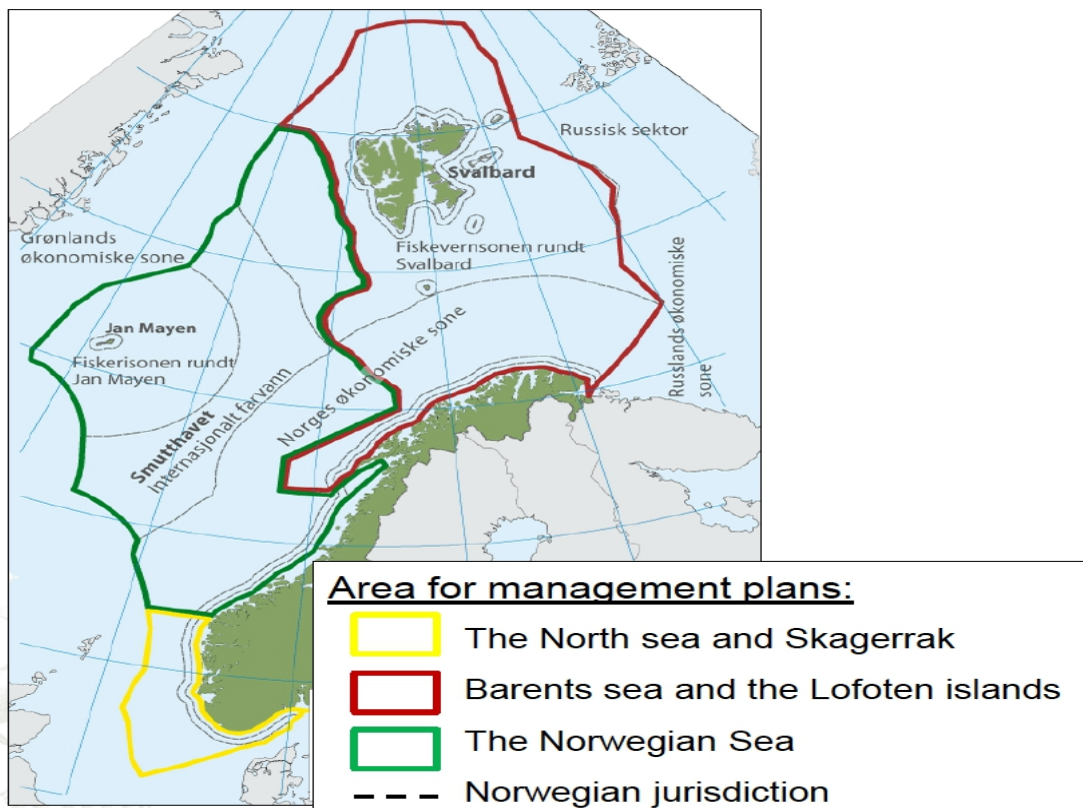 Russisk sektor
Svalbard
Grønlands
økonomiske sone
Fiskevernsonen rundt
Svalbard
Russlands økonomiske
sone
Jan Mayen
Fiskerisonen rundt
Jan Mayen
Norges økonomiske sone
Smutthavet
Internasjonalt farvann
Area for management plans:
The North sea and Skagerrak
Barents sea and the Lofoten islands
The Norwegian Sea
Norwegian jurisdiction